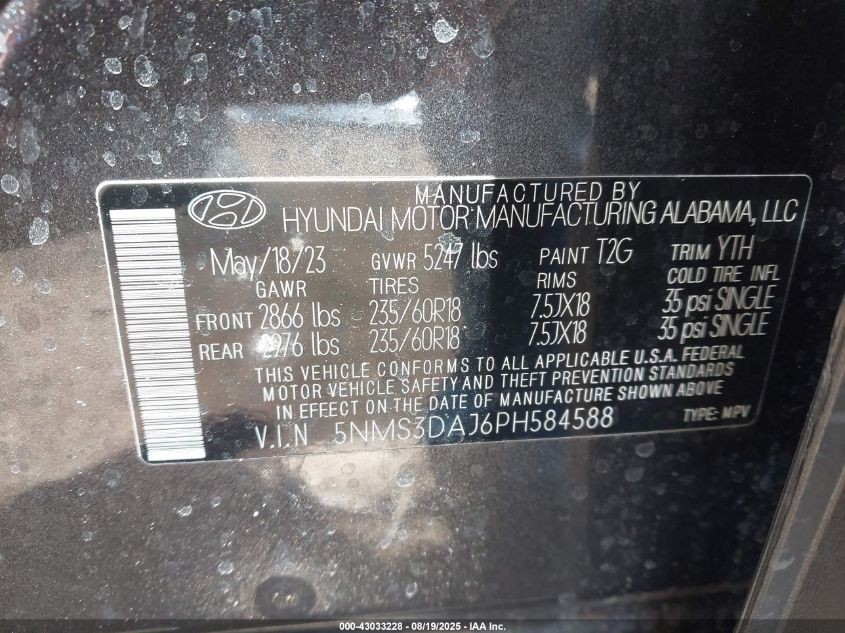 MANUFACTURED BY
HYUNDAI MOTOR MANUFACTURING ALABAMA, LLC
May/18/23 GVWR 5247 lbs PAINT T2G TRIM YTH
GAWR TIRES RIMS COLD TIRE INFL
FRONT 2866 lbs 235/60R18 7.5JX18 35 psi SINGLE
REAR 2976 lbs 235/60R18 7.5JX18 35 psi SINGLE
THIS VEHICLE CONFORMS TO ALL APPLICABLE U.S.A. FEDERAL
MOTOR VEHICLE SAFETY AND THEFT PREVENTION STANDARDS
IN EFFECT ON THE DATE OF MANUFACTURE SHOWN ABOVE
V.I.N 5NMS3DAJ6PH584588 TYPE: MPV
000-43033228 - 08/19/2025 - IAA Inc.